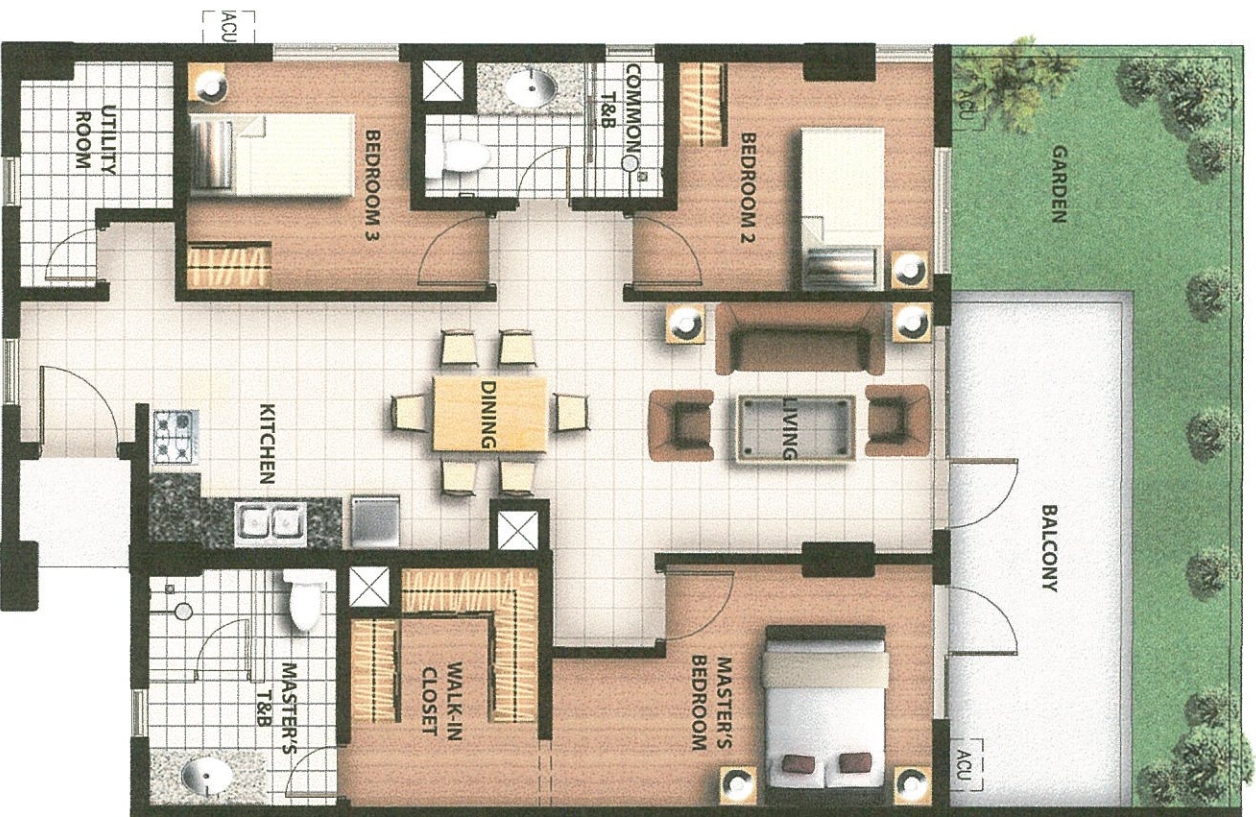 ACU
UTILITY
ROOM
BEDROOM 3
COMMON
T&B
BEDROOM 2
ACU
GARDEN
KITCHEN
DINING
LIVING
BALCONY
MASTER'S
T&B
WALK-IN
CLOSET
MASTER'S
BEDROOM
ACU